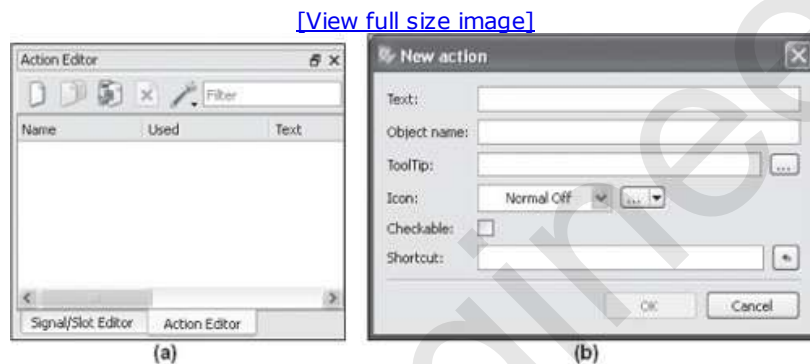 [View full size image]
Action Editor
Filter
Name Used Text
Signal/Slot Editor Action Editor
(a)
New action
Text:
Object name:
ToolTip:
...
Icon: Normal Off ...
Checkable:
Shortcut:
OK Cancel
(b)